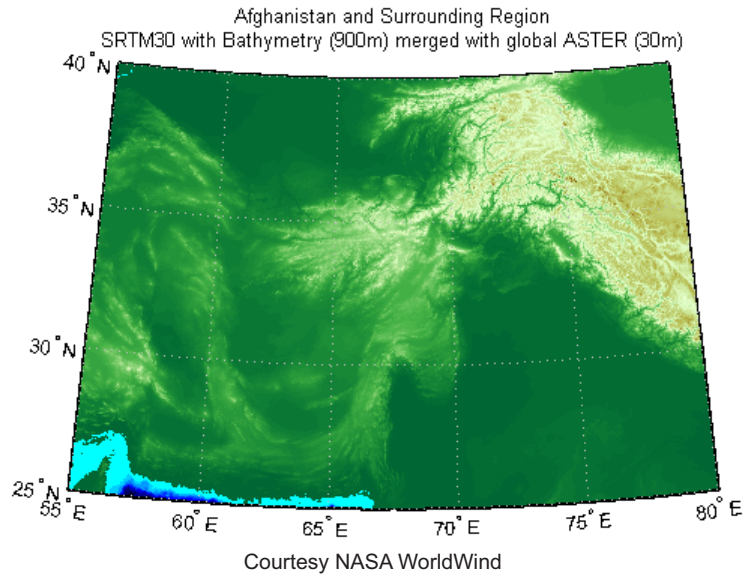 Afghanistan and Surrounding Region
SRTM30 with Bathymetry (900m) merged with global ASTER (30m)
40°N
35°N
30°N
25°N
55°E
60°E
65°E
70°E
75°E
80°E
Courtesy NASA WorldWind